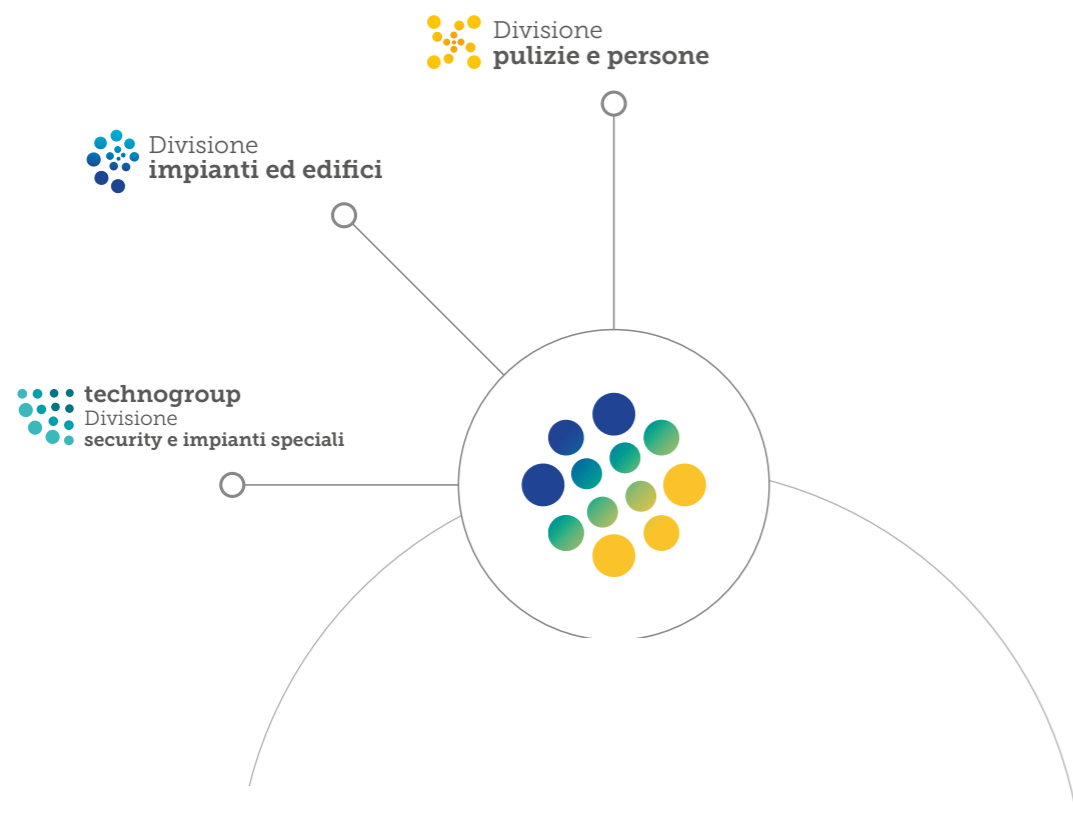 Divisione
pulizie e persone
Divisione
impianti ed edifici
technogroup
Divisione
security e impianti speciali